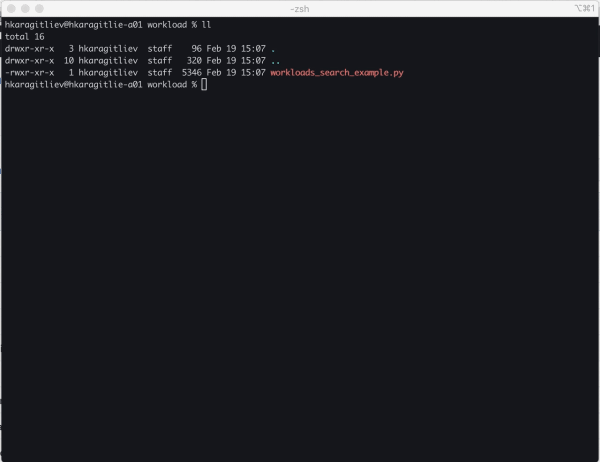 -zsh
⌥⌘1
hkaragitliev@hkaragitlie-a01 workload % ll
total 16
drwxr-xr-x   3 hkaragitliev  staff    96 Feb 19 15:07 .
drwxr-xr-x  10 hkaragitliev  staff   320 Feb 19 15:07 ..
-rwxr-xr-x   1 hkaragitliev  staff  5346 Feb 19 15:07 workloads_search_example.py
hkaragitliev@hkaragitlie-a01 workload %